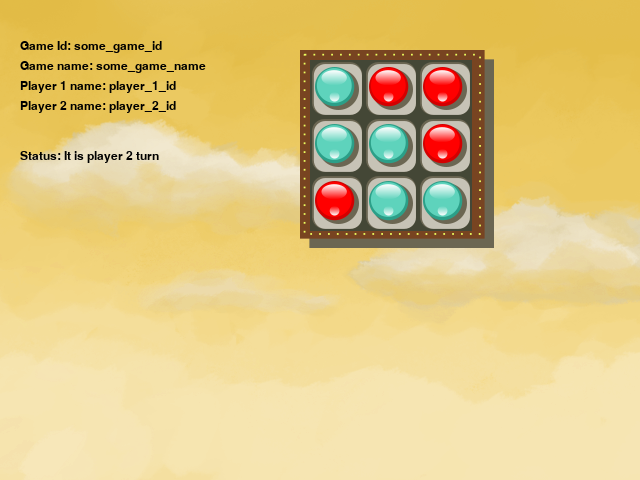 Game Id: some_game_id
Game name: some_game_name
Player 1 name: player_1_id
Player 2 name: player_2_id
Status: It is player 2 turn